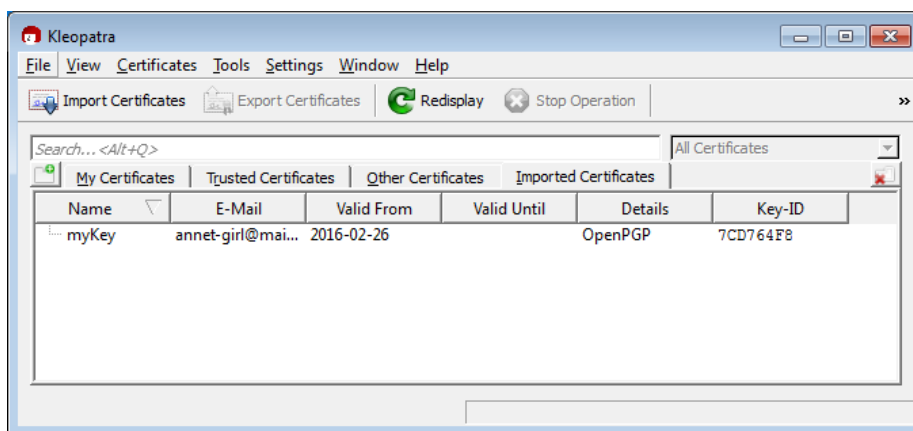 Kleopatra
File View Certificates Tools Settings Window Help
Import Certificates Export Certificates Redisplay Stop Operation »
Search...<Alt+Q> All Certificates
My Certificates Trusted Certificates Other Certificates Imported Certificates
Name E-Mail Valid From Valid Until Details Key-ID
myKey annet-girl@mai... 2016-02-26 OpenPGP 7CD764F8